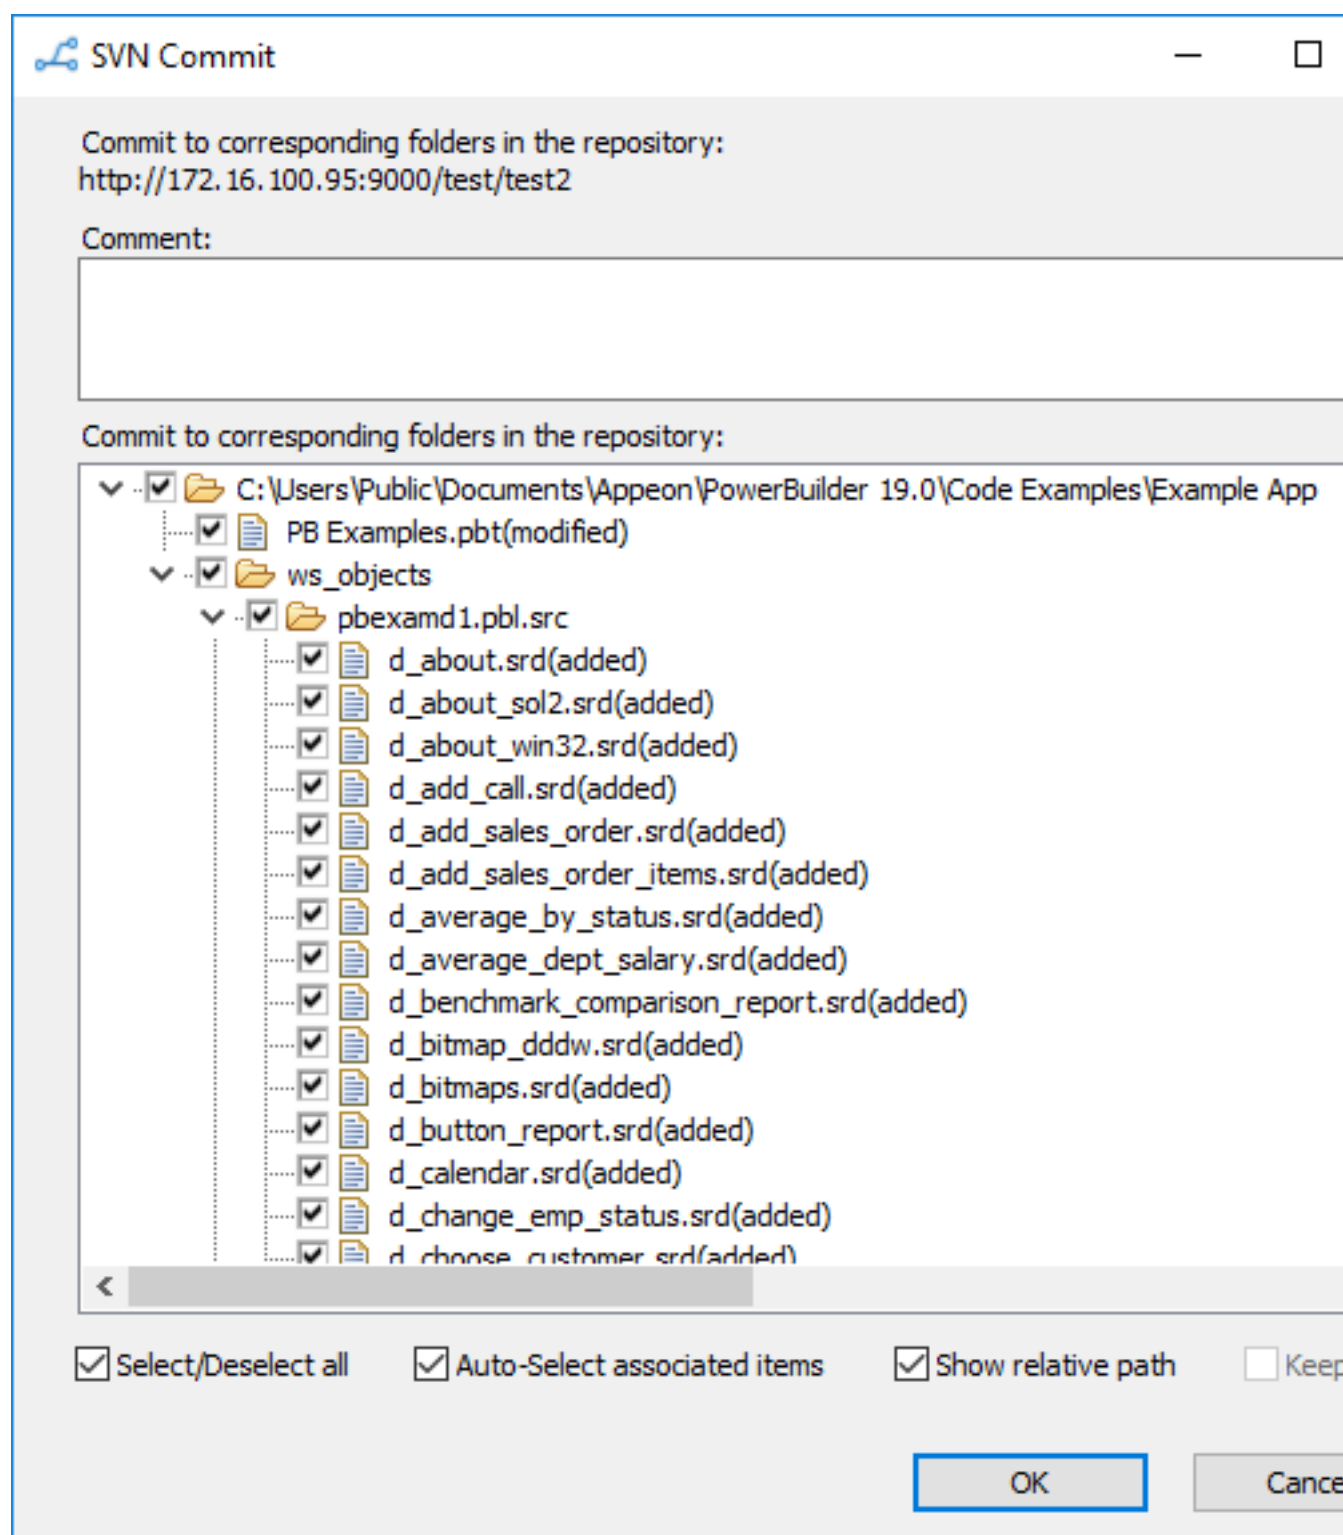 SVN Commit
Commit to corresponding folders in the repository:
http://172.16.100.95:9000/test/test2
Comment:
Commit to corresponding folders in the repository:
C:\Users\Public\Documents\Appeon\PowerBuilder 19.0\Code Examples\Example App
PB Examples.pbt(modified)
ws_objects
pbexamd1.pbl.src
d_about.srd(added)
d_about_sol2.srd(added)
d_about_win32.srd(added)
d_add_call.srd(added)
d_add_sales_order.srd(added)
d_add_sales_order_items.srd(added)
d_average_by_status.srd(added)
d_average_dept_salary.srd(added)
d_benchmark_comparison_report.srd(added)
d_bitmap_dddw.srd(added)
d_bitmaps.srd(added)
d_button_report.srd(added)
d_calendar.srd(added)
d_change_emp_status.srd(added)
d_choose_customer.srd(added)
Select/Deselect all Auto-Select associated items Show relative path Keep
OK Cance